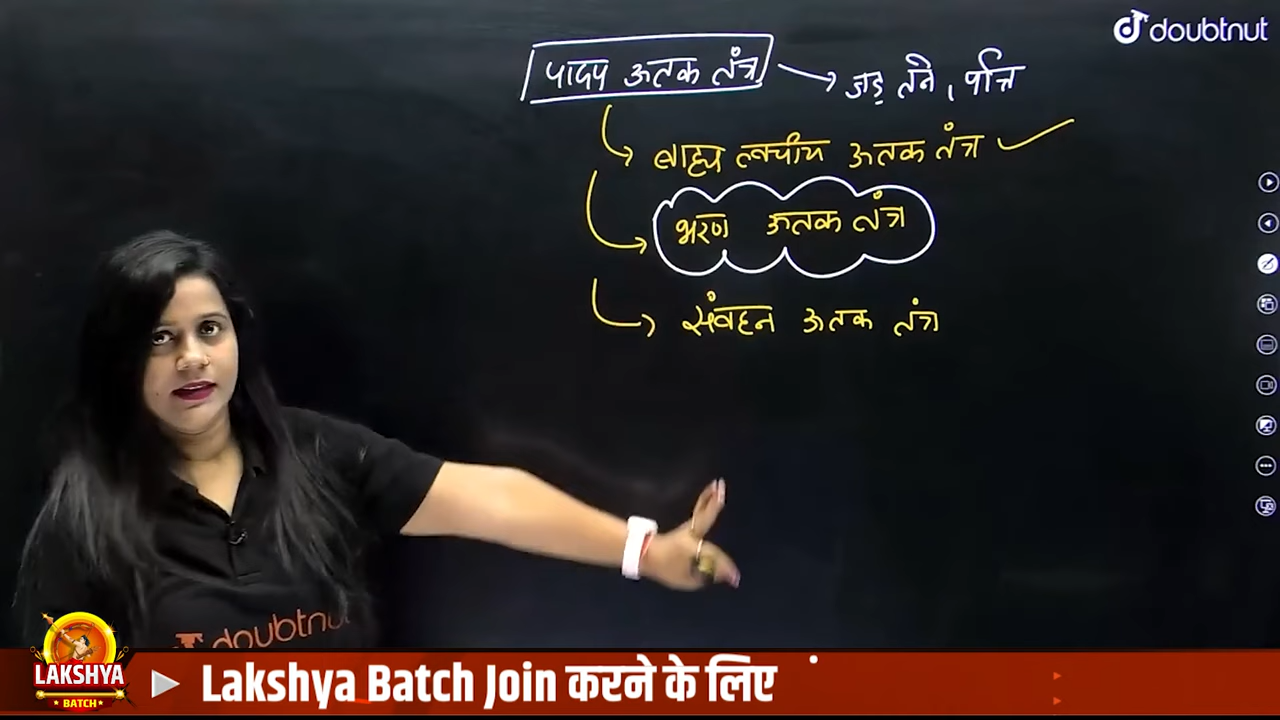 doubtnut
पादप ऊतक तंत्र → जड़ तने, पत्ति
बाह्य त्वचीय ऊतक तंत्र ✓
भरण ऊतक तंत्र
संवहन ऊतक तंत्र
doubtnut
LAKSHYA
BATCH
Lakshya Batch Join करने के लिए